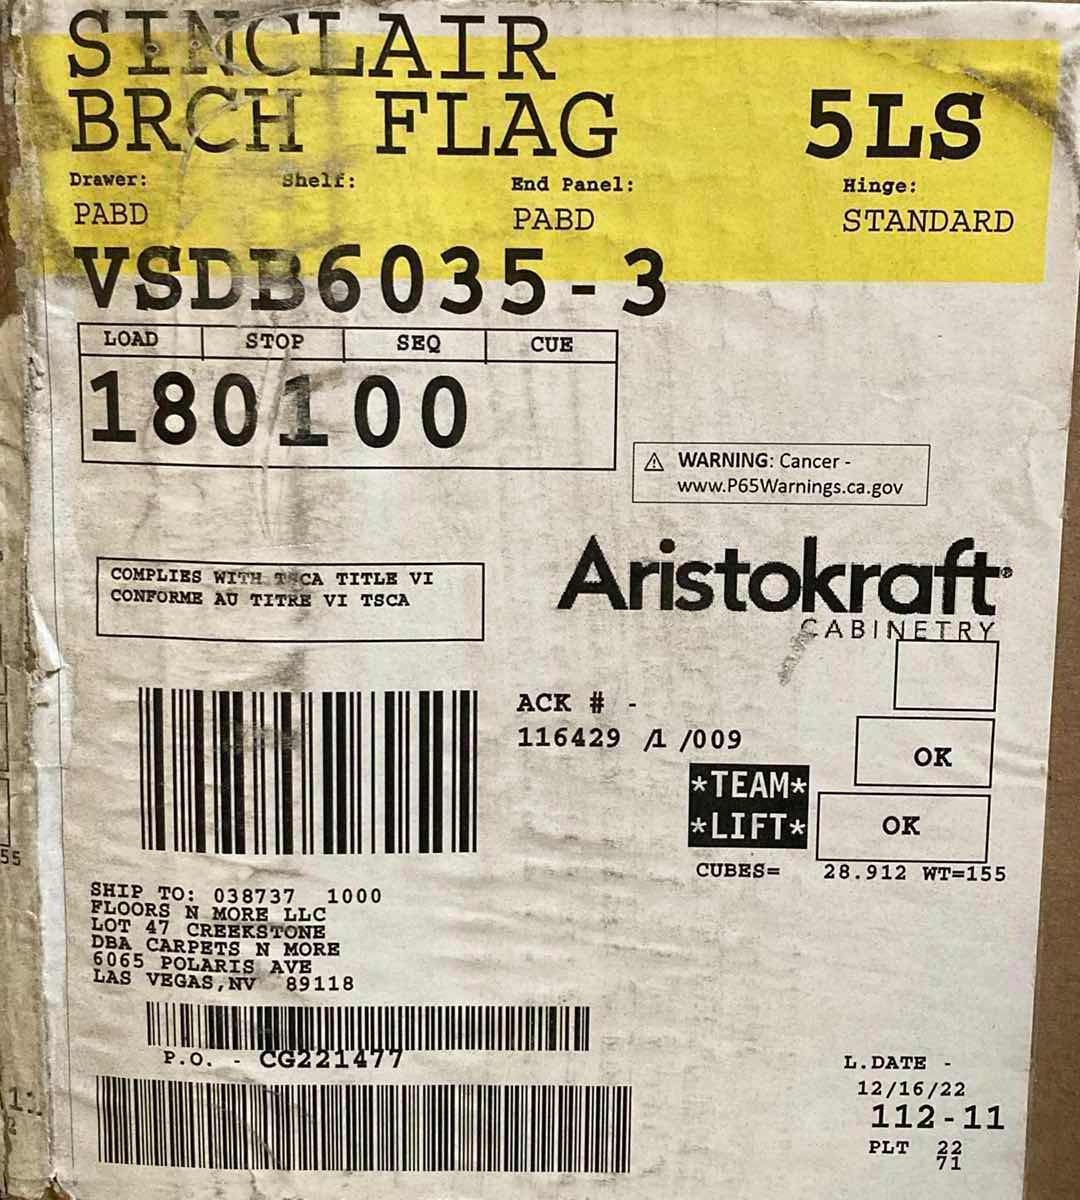 SINCLAIR
BRCH FLAG 5LS
Drawer: Shelf: End Panel: Hinge:
PABD PABD STANDARD
VSDB6035-3
LOAD STOP SEQ CUE
180100
⚠ WARNING: Cancer -
www.P65Warnings.ca.gov
COMPLIES WITH TSCA TITLE VI
CONFORME AU TITRE VI TSCA
Aristokraft®
CABINETRY
ACK # -
116429 /1 /009
OK
*TEAM*
*LIFT*
OK
CUBES= 28.912 WT=155
55
SHIP TO: 038737 1000
FLOORS N MORE LLC
LOT 47 CREEKSTONE
DBA CARPETS N MORE
6065 POLARIS AVE
LAS VEGAS,NV 89118
P.O. - CG221477
L.DATE -
12/16/22
112-11
PLT 22
71